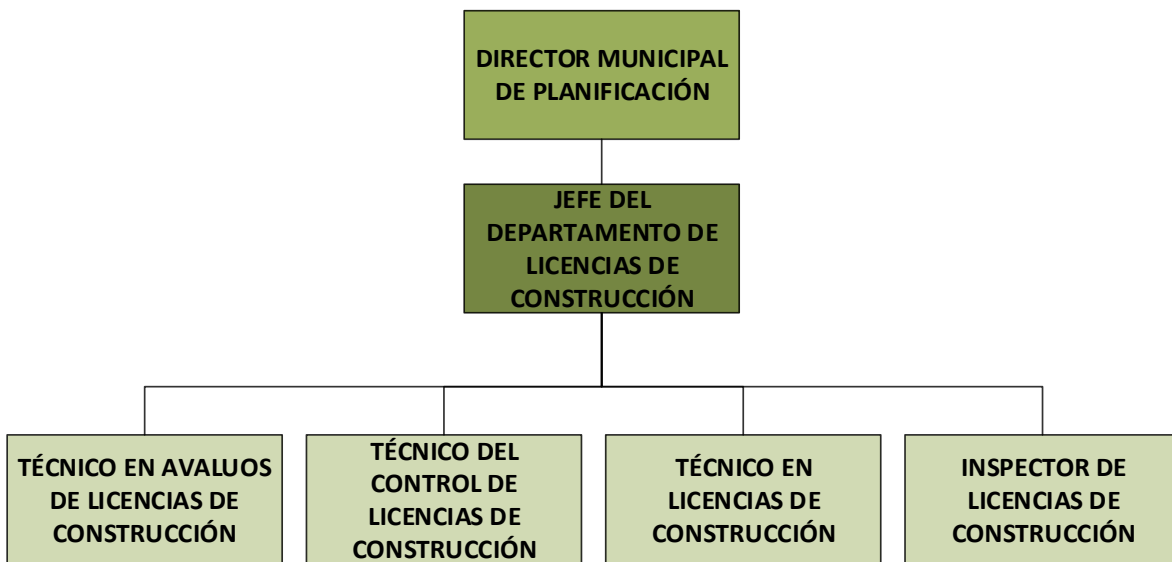 DIRECTOR MUNICIPAL
DE PLANIFICACIÓN
JEFE DEL
DEPARTAMENTO DE
LICENCIAS DE
CONSTRUCCIÓN
TÉCNICO EN AVALUOS
DE LICENCIAS DE
CONSTRUCCIÓN
TÉCNICO DEL
CONTROL DE
LICENCIAS DE
CONSTRUCCIÓN
TÉCNICO EN
LICENCIAS DE
CONSTRUCCIÓN
INSPECTOR DE
LICENCIAS DE
CONSTRUCCIÓN